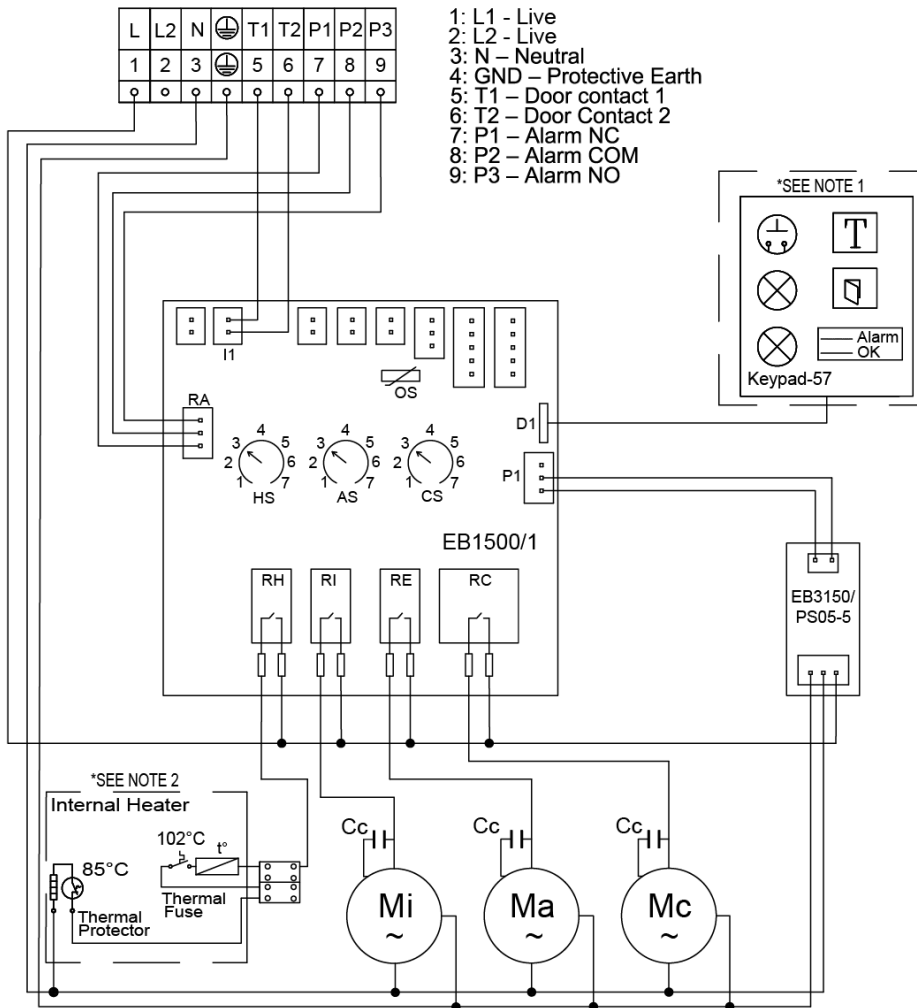 L L2 N T1 T2 P1 P2 P3
1 2 3 5 6 7 8 9
1: L1 - Live
2: L2 - Live
3: N – Neutral
4: GND – Protective Earth
5: T1 – Door contact 1
6: T2 – Door Contact 2
7: P1 – Alarm NC
8: P2 – Alarm COM
9: P3 – Alarm NO
*SEE NOTE 1
T
Alarm
OK
Keypad-57
I1
OS
RA
D1
P1
1 2 3 4 5 6 7
HS
1 2 3 4 5 6 7
AS
1 2 3 4 5 6 7
CS
EB1500/1
RH
RI
RE
RC
EB3150/
PS05-5
*SEE NOTE 2
Internal Heater
102°C
t°
85°C
Thermal
Fuse
Thermal
Protector
Cc
Cc
Cc
Mi
~
Ma
~
Mc
~